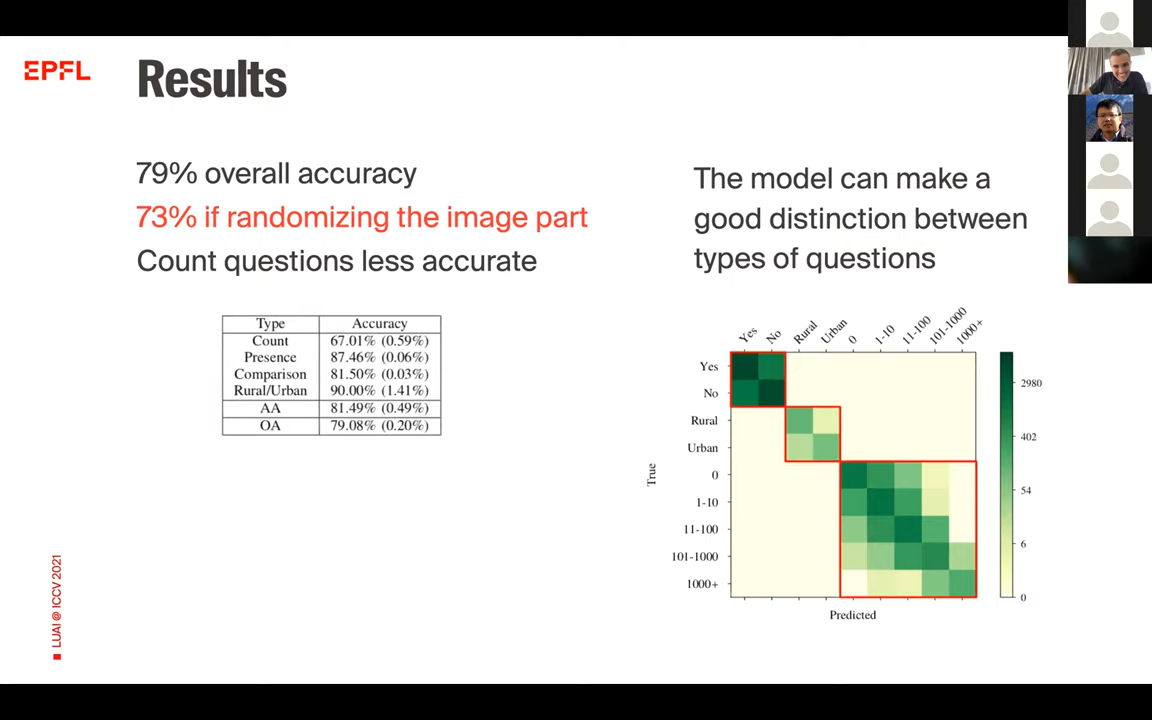 EPFL
Results
79% overall accuracy
73% if randomizing the image part
Count questions less accurate
Type Accuracy
Count 67.01% (0.59%)
Presence 87.46% (0.06%)
Comparison 81.50% (0.03%)
Rural/Urban 90.00% (1.41%)
AA 81.49% (0.49%)
OA 79.08% (0.20%)
The model can make a
good distinction between
types of questions
Yes No Rural Urban 0 1-10 11-100 101-1000 1000+
Yes
No
Rural
Urban
0
1-10
11-100
101-1000
1000+
True
Predicted
2980
402
54
6
0
LUAI @ ICCV 2021